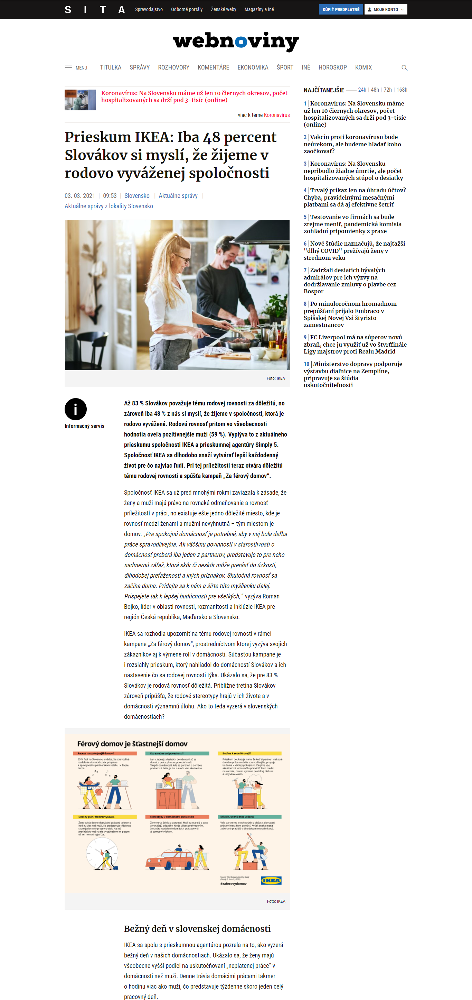 SITA
Spravodajstvo
Odborné portály
Ženské weby
Magazíny a iné
KÚPIŤ PREDPLATNÉ
MOJE KONTO
webnoviny
MENU
TITULKA
SPRÁVY
ROZHOVORY
KOMENTÁRE
EKONOMIKA
ŠPORT
INÉ
HOROSKOP
KOMIX
Koronavírus: Na Slovensku máme už len 10 čiernych okresov, počet
hospitalizovaných sa drží pod 3-tisíc (online)
viac k téme Koronavírus
Prieskum IKEA: Iba 48 percent
Slovákov si myslí, že žijeme v
rodovo vyváženej spoločnosti
03. 03. 2021 | 09:53 | Slovensko | Aktuálne správy |
Aktuálne správy z lokality Slovensko
Foto: IKEA
Informačný servis
Až 83 % Slovákov považuje tému rodovej rovnosti za dôležitú, no
zároveň iba 48 % z nás si myslí, že žijeme v spoločnosti, ktorá je
rodovo vyvážená. Rodovú rovnosť pritom vo všeobecnosti
hodnotia oveľa pozitívnejšie muži (59 %). Vyplýva to z aktuálneho
prieskumu spoločnosti IKEA a prieskumnej agentúry Simply 5.
Spoločnosť IKEA sa dlhodobo snaží vytvárať lepší každodenný
život pre čo najviac ľudí. Pri tej príležitosti teraz otvára dôležitú
tému rodovej rovnosti a spúšťa kampaň „Za férový domov“.
Spoločnosť IKEA sa už pred mnohými rokmi zaviazala k zásade, že
ženy a muži majú právo na rovnaké odmeňovanie a rovnosť
príležitostí v práci, no existuje ešte jedno dôležité miesto, kde je
rovnosť medzi ženami a mužmi nevyhnutná – tým miestom je
domov. „Pre spokojnú domácnosť je potrebné, aby v nej bola deľba
práce spravodlivejšia. Ak väčšinu povinností v starostlivosti o
domácnosť preberá iba jeden z partnerov, predstavuje to pre neho
nadmernú záťaž, ktorá skôr či neskôr môže prerásť do úzkosti,
dlhodobej preťaženosti a iných príznakov. Skutočná rovnosť sa
začína doma. Pridajte sa k nám a šírte túto myšlienku ďalej.
Prispejete tak k lepšej budúcnosti pre všetkých, “ vyzýva Roman
Bojko, líder v oblasti rovnosti, rozmanitosti a inklúzie IKEA pre
región Česká republika, Maďarsko a Slovensko.
IKEA sa rozhodla upozorniť na tému rodovej rovnosti v rámci
kampane „Za férový domov“, prostredníctvom ktorej vyzýva svojich
zákazníkov aj k výmene rolí v domácnosti. Súčasťou kampane je
i rozsiahly prieskum, ktorý nahliadol do domácností Slovákov a ich
nastavenie čo sa rodovej rovnosti týka. Ukázalo sa, že pre 83 %
Slovákov je rodová rovnosť dôležitá. Približne tretina Slovákov
zároveň pripúšťa, že rodové stereotypy hrajú v ich živote a v
domácnosti významnú úlohu. Ako to teda vyzerá v slovenských
domácnostiach?
Férový domov je šťastnejší domov
Recept na spokojnejší domov?
65 % ľudí na Slovensku uvádza, že spravodlivé
rozdelenie domácich prác prispieva
k spokojnosti v partnerskom vzťahu i v živote
doma.
Kto sa ujme zodpovednosti?
Len v jednej z desiatich domácností sú za
domáce práce plne zodpovední muži.
Takých domácností, kde sa partneri o domáce
povinnosti delia, je iba o niečo viac ako tretina.
Buďme k sebe férovejší
Prieskum poukazuje na to, že keď si partneri niektoré
domáce práce rozdelia spravodlivejšie, prispeje
to doma k väčšej spokojnosti. Zaujíma vás,
aké činnosti tomu môžu pomôcť? Patrí medzi
ne varenie, pranie, výmena posteľnej bielizne
a umývanie okien.
Dnešný plán? Hodinu vysávať.
Ženy trávia denne domácimi prácami takmer o
hodinu viac než muži, čo predstavuje týždenne
skoro jeden celý pracovný deň. Na iné
prechádzky než na tie s vysávačom im potom
už ani nemusí vyjsť čas.
Stereotypy v domácnosti platia stále
Ženy varia, žehlia a upratujú. Muži sa starajú o auto
a vynášajú odpadky. Nie je vôbec prekvapením,
že takéto rozdelenie domácich prác potvrdil
aj samotný výskum.
Miláčik, uvaríš dnes večeru?
Veľa partnerov je ochotných si občas s domácimi
prácami navzájom pomôcť. Avšak snaha meniť
zabehané pravidlá v dlhodobom meradle klesá.
Source: IKEA Gender Equality Study
(Simply 5, January 2021)
#zaferovydomov
IKEA
Foto: IKEA
Bežný deň v slovenskej domácnosti
IKEA sa spolu s prieskumnou agentúrou pozrela na to, ako vyzerá
bežný deň v našich domácnostiach. Ukázalo sa, že ženy majú
všeobecne vyšší podiel na uskutočňovaní „neplatenej práce“ v
domácnosti než muži. Denne trávia domácimi prácami takmer
o hodinu viac ako muži, čo predstavuje týždenne skoro jeden celý
pracovný deň.
NAJČÍTANEJŠIE 24h | 48h | 72h | 168h
1 Koronavírus: Na Slovensku máme
už len 10 čiernych okresov, počet
hospitalizovaných sa drží pod 3-tisíc
(online)
2 Vakcín proti koronavírusu bude
neúrekom, ale budeme hľadať koho
zaočkovať?
3 Koronavírus: Na Slovensku
nepribudlo žiadne úmrtie, ale počet
hospitalizovaných stúpol o desiatky
4 Trvalý príkaz len na úhradu účtov?
Chyba, pravidelnými mesačnými
platbami sa dá aj efektívne šetriť
5 Testovanie vo firmách sa bude
zrejme meniť, pandemická komisia
zohľadní pripomienky z praxe
6 Nové štúdie naznačujú, že najťažší
"dlhý COVID" prežívajú ženy v
strednom veku
7 Zadržali desiatich bývalých
admirálov pre ich výzvy na
dodržiavanie zmluvy o plavbe cez
Bospor
8 Po minuloročnom hromadnom
prepúšťaní prijalo Embraco v
Spišskej Novej Vsi štyristo
zamestnancov
9 FC Liverpool má na súperov novú
zbraň, chce ju využiť už vo štvrťfinále
Ligy majstrov proti Realu Madrid
10 Ministerstvo dopravy podporuje
výstavbu diaľnice na Zemplíne,
pripravuje sa štúdia
uskutočniteľnosti